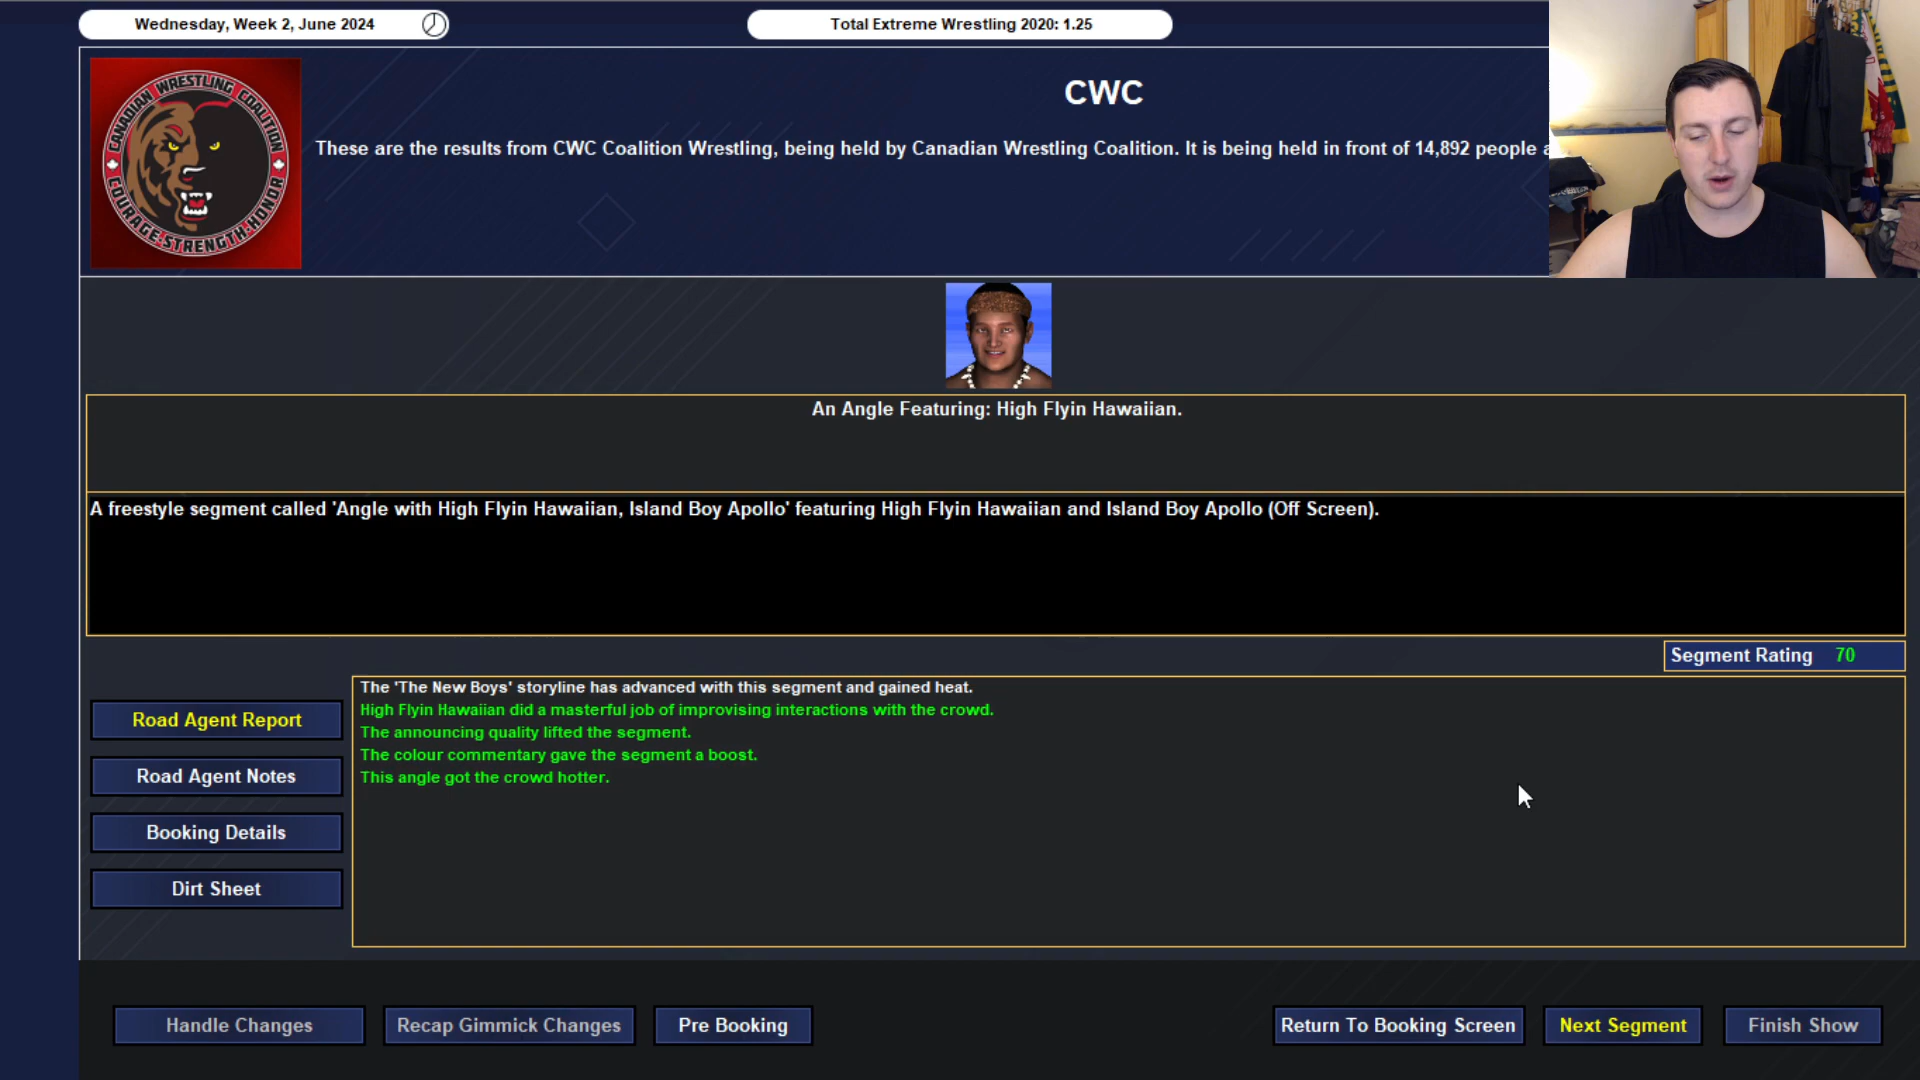 Wednesday, Week 2, June 2024
Total Extreme Wrestling 2020: 1.25
CANADIAN WRESTLING COALITION
COURAGE·STRENGTH·HONOR
CWC
These are the results from CWC Coalition Wrestling, being held by Canadian Wrestling Coalition. It is being held in front of 14,892 people a
An Angle Featuring: High Flyin Hawaiian.
A freestyle segment called 'Angle with High Flyin Hawaiian, Island Boy Apollo' featuring High Flyin Hawaiian and Island Boy Apollo (Off Screen).
Segment Rating 70
Road Agent Report
Road Agent Notes
Booking Details
Dirt Sheet
The 'The New Boys' storyline has advanced with this segment and gained heat.
High Flyin Hawaiian did a masterful job of improvising interactions with the crowd.
The announcing quality lifted the segment.
The colour commentary gave the segment a boost.
This angle got the crowd hotter.
Handle Changes
Recap Gimmick Changes
Pre Booking
Return To Booking Screen
Next Segment
Finish Show